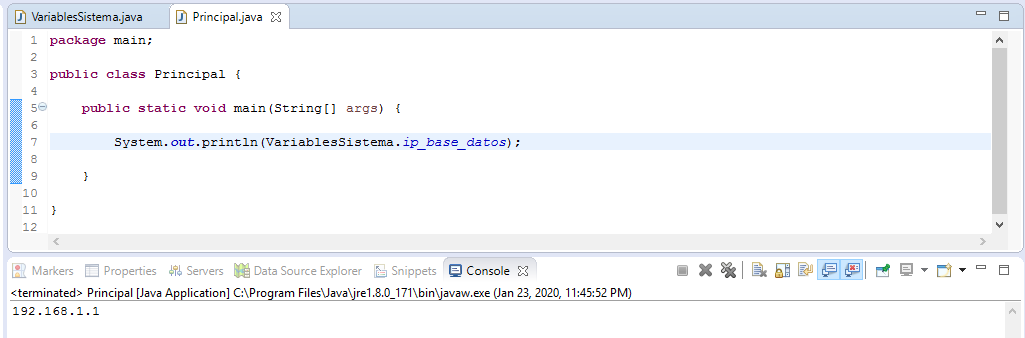 VariablesSistema.java Principal.java
1 package main;
2
3 public class Principal {
4
5 public static void main(String[] args) {
6
7 System.out.println(VariablesSistema.ip_base_datos);
8
9 }
10
11 }
12
Markers Properties Servers Data Source Explorer Snippets Console
<terminated> Principal [Java Application] C:\Program Files\Java\jre1.8.0_171\bin\javaw.exe (Jan 23, 2020, 11:45:52 PM)
192.168.1.1